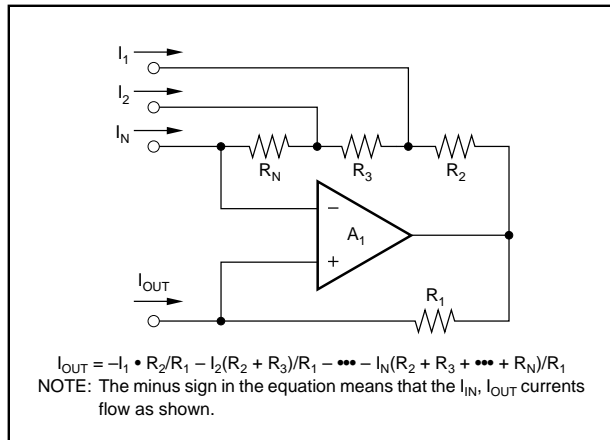 I1
I2
IN
RN
R3
R2
−
A1
+
IOUT
R1
IOUT = –I1 • R2/R1 – I2(R2 + R3)/R1 – ••• – IN(R2 + R3 + ••• + RN)/R1
NOTE: The minus sign in the equation means that the IIN, IOUT currents
flow as shown.